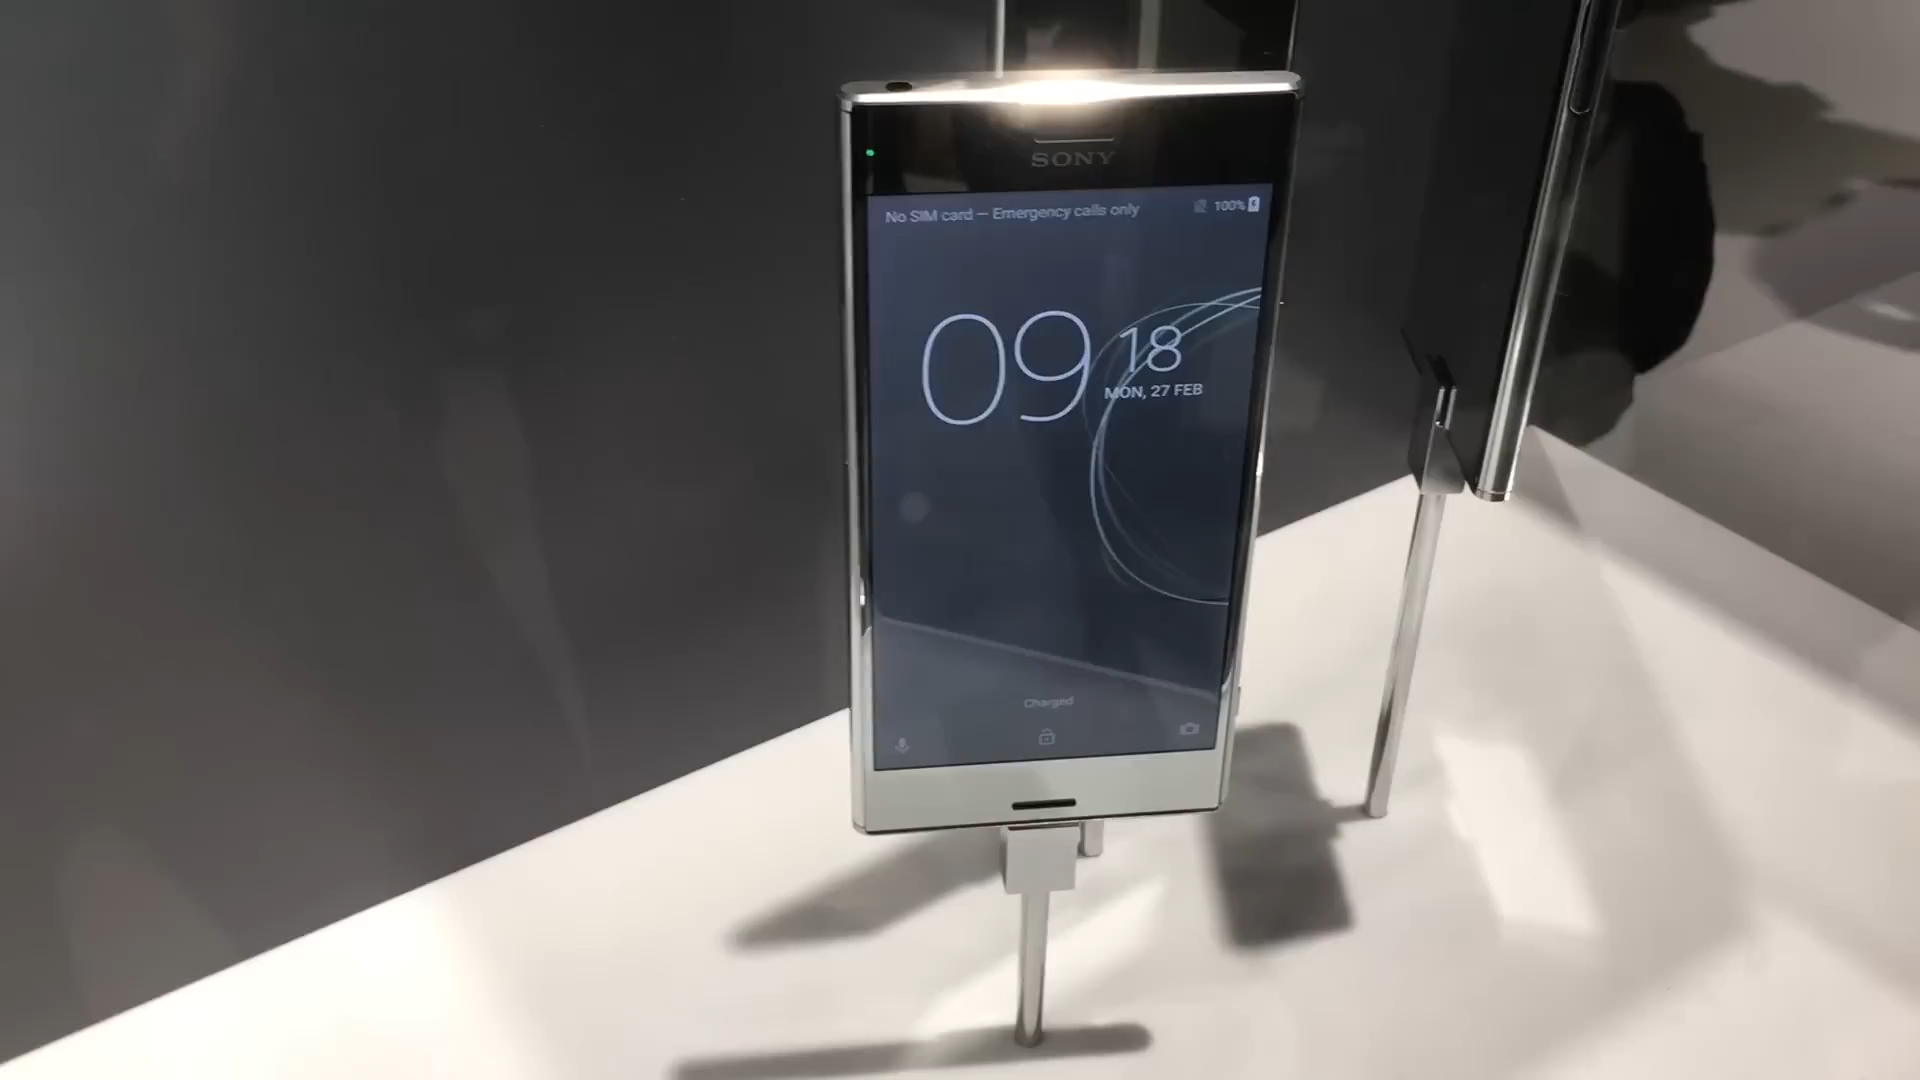 SONY
No SIM card — Emergency calls only 100%
09 18
MON, 27 FEB
Charged